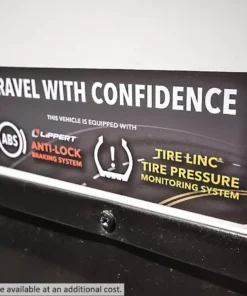 RAVEL WITH CONFIDENCE
THIS VEHICLE IS EQUIPPED WITH
ABS
LIPPERT
ANTI-LOCK
BRAKING SYSTEM
TIRE LINC
TIRE PRESSURE
MONITORING SYSTEM
e available at an additional cost.